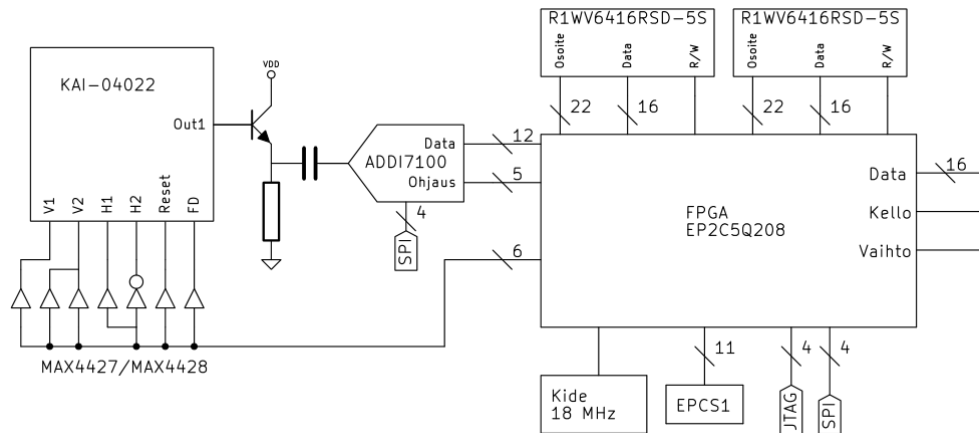 R1WV6416RSD-5S
R1WV6416RSD-5S
Osoite
Data
R/W
Osoite
Data
R/W
22
16
22
16
KAI-04022
VDD
Out1
V1
V2
H1
H2
Reset
FD
Data
ADDI7100
Ohjaus
12
5
4
SPI
6
FPGA
EP2C5Q208
Data
16
Kello
Vaihto
MAX4427/MAX4428
11
4
4
Kide
18 MHz
EPCS1
JTAG
SPI